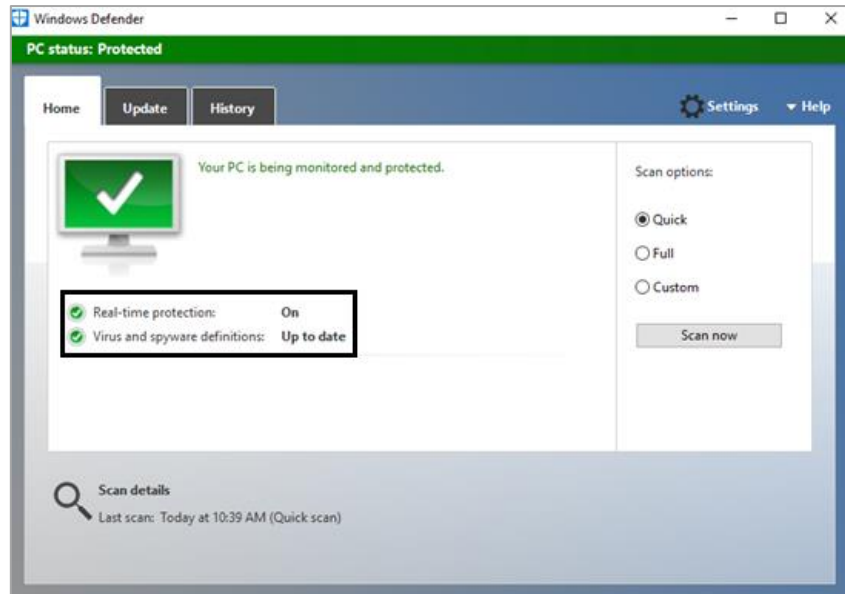 Windows Defender
PC status: Protected
Home
Update
History
Settings
Help
Your PC is being monitored and protected.
Scan options:
Quick
Full
Custom
Real-time protection: On
Virus and spyware definitions: Up to date
Scan now
Scan details
Last scan: Today at 10:39 AM (Quick scan)